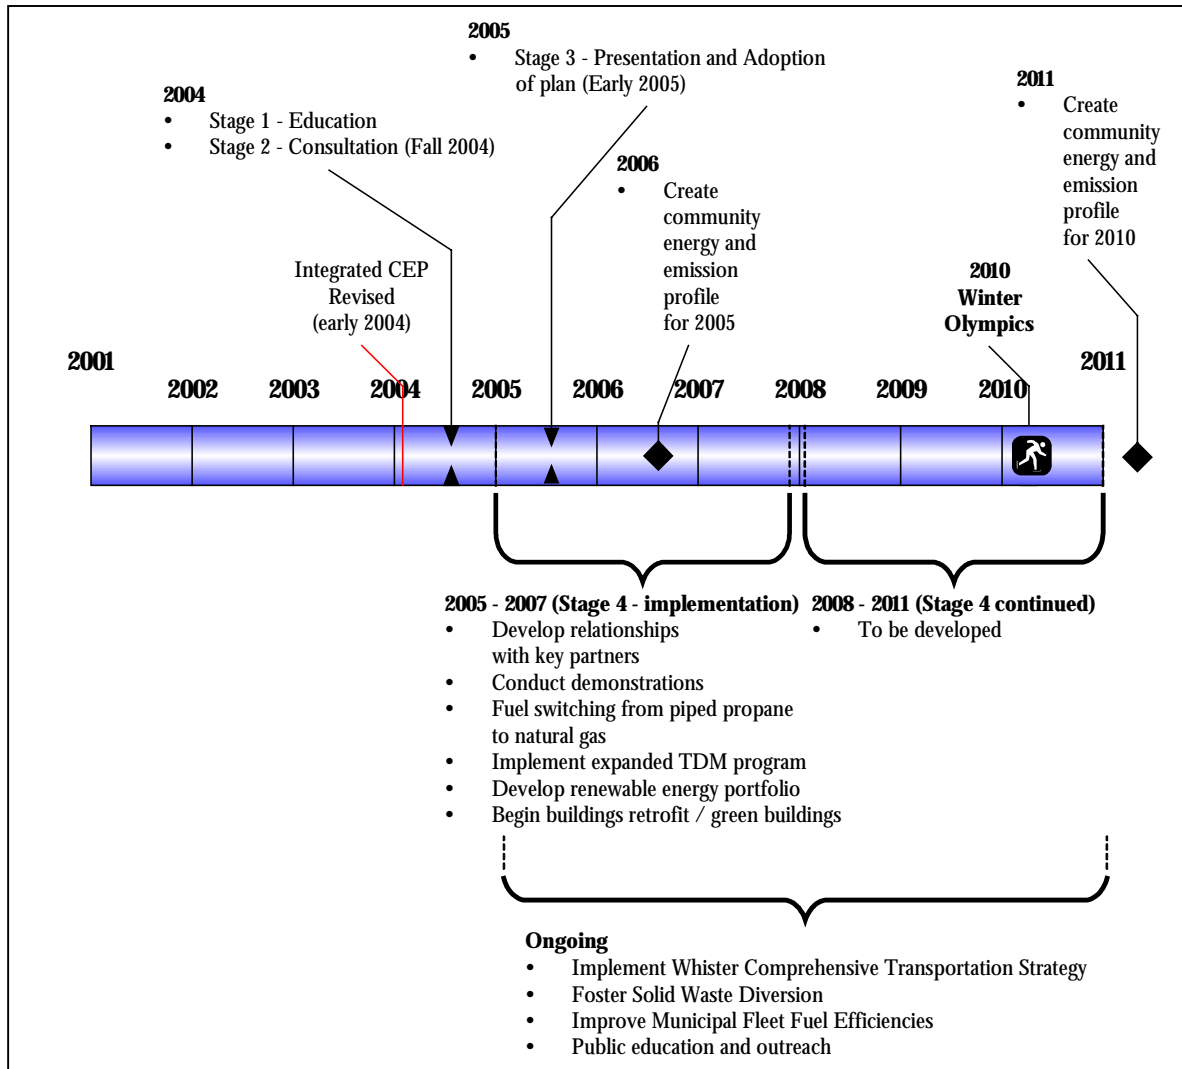 2005
• Stage 3 - Presentation and Adoption
of plan (Early 2005)
2004
• Stage 1 - Education
• Stage 2 - Consultation (Fall 2004)
2011
• Create
community
energy and
emission
profile
for 2010
2006
• Create
community
energy and
emission
profile
for 2005
Integrated CEP
Revised
(early 2004)
2010
Winter
Olympics
2001
2002
2003
2004
2005
2006
2007
2008
2009
2010
2011
2005 - 2007 (Stage 4 - implementation)
• Develop relationships
with key partners
• Conduct demonstrations
• Fuel switching from piped propane
to natural gas
• Implement expanded TDM program
• Develop renewable energy portfolio
• Begin buildings retrofit / green buildings
2008 - 2011 (Stage 4 continued)
• To be developed
Ongoing
• Implement Whister Comprehensive Transportation Strategy
• Foster Solid Waste Diversion
• Improve Municipal Fleet Fuel Efficiencies
• Public education and outreach